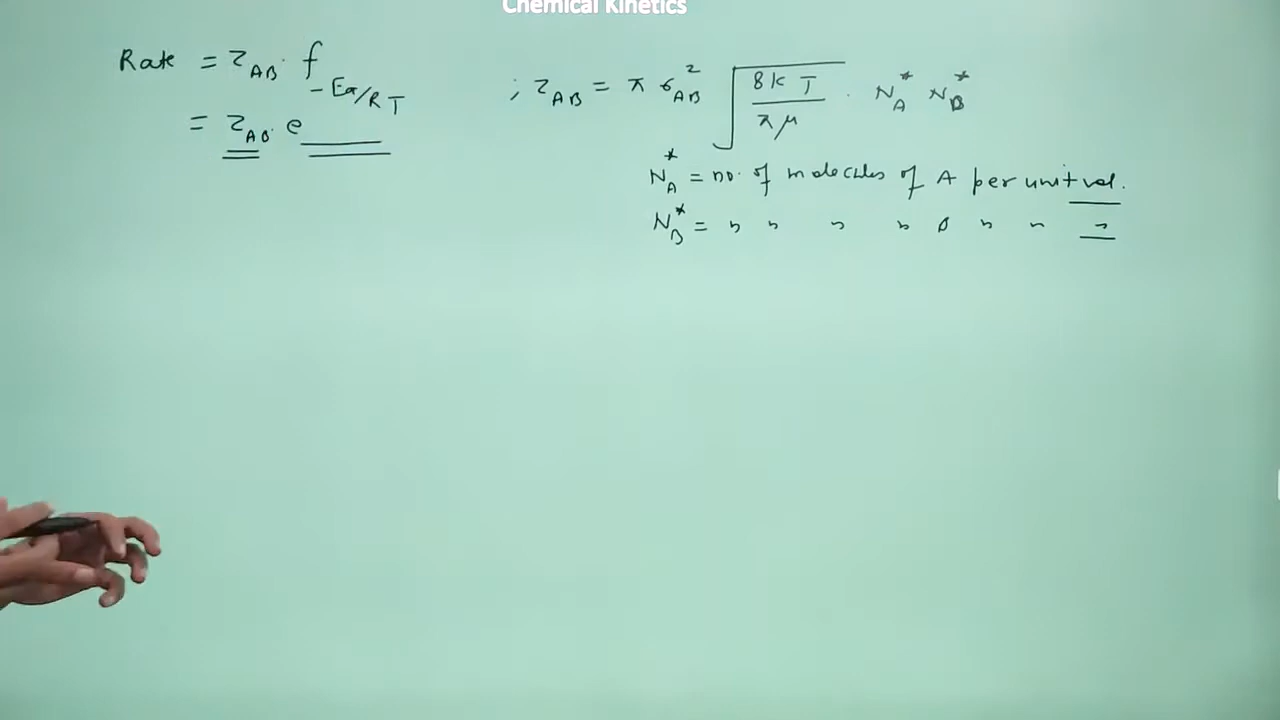 Chemical Kinetics
Rate = Z_AB · f ; Z_AB = π σ_AB² √(8kT / πμ) · N_A* N_B*
= Z_AB · e^(-Ea/RT)
N_A* = no. of molecules of A per unit vol.
N_B* = " " " " B " " "